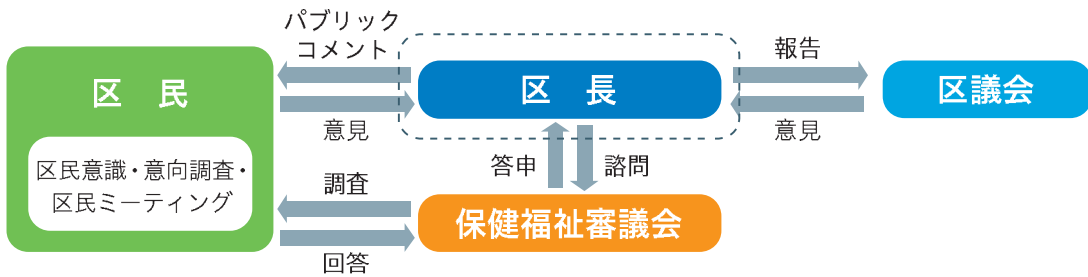 パブリック
コメント
区　民
区　長
区議会
報告
意見
意見
区民意識・意向調査・
区民ミーティング
答申
諮問
調査
保健福祉審議会
回答